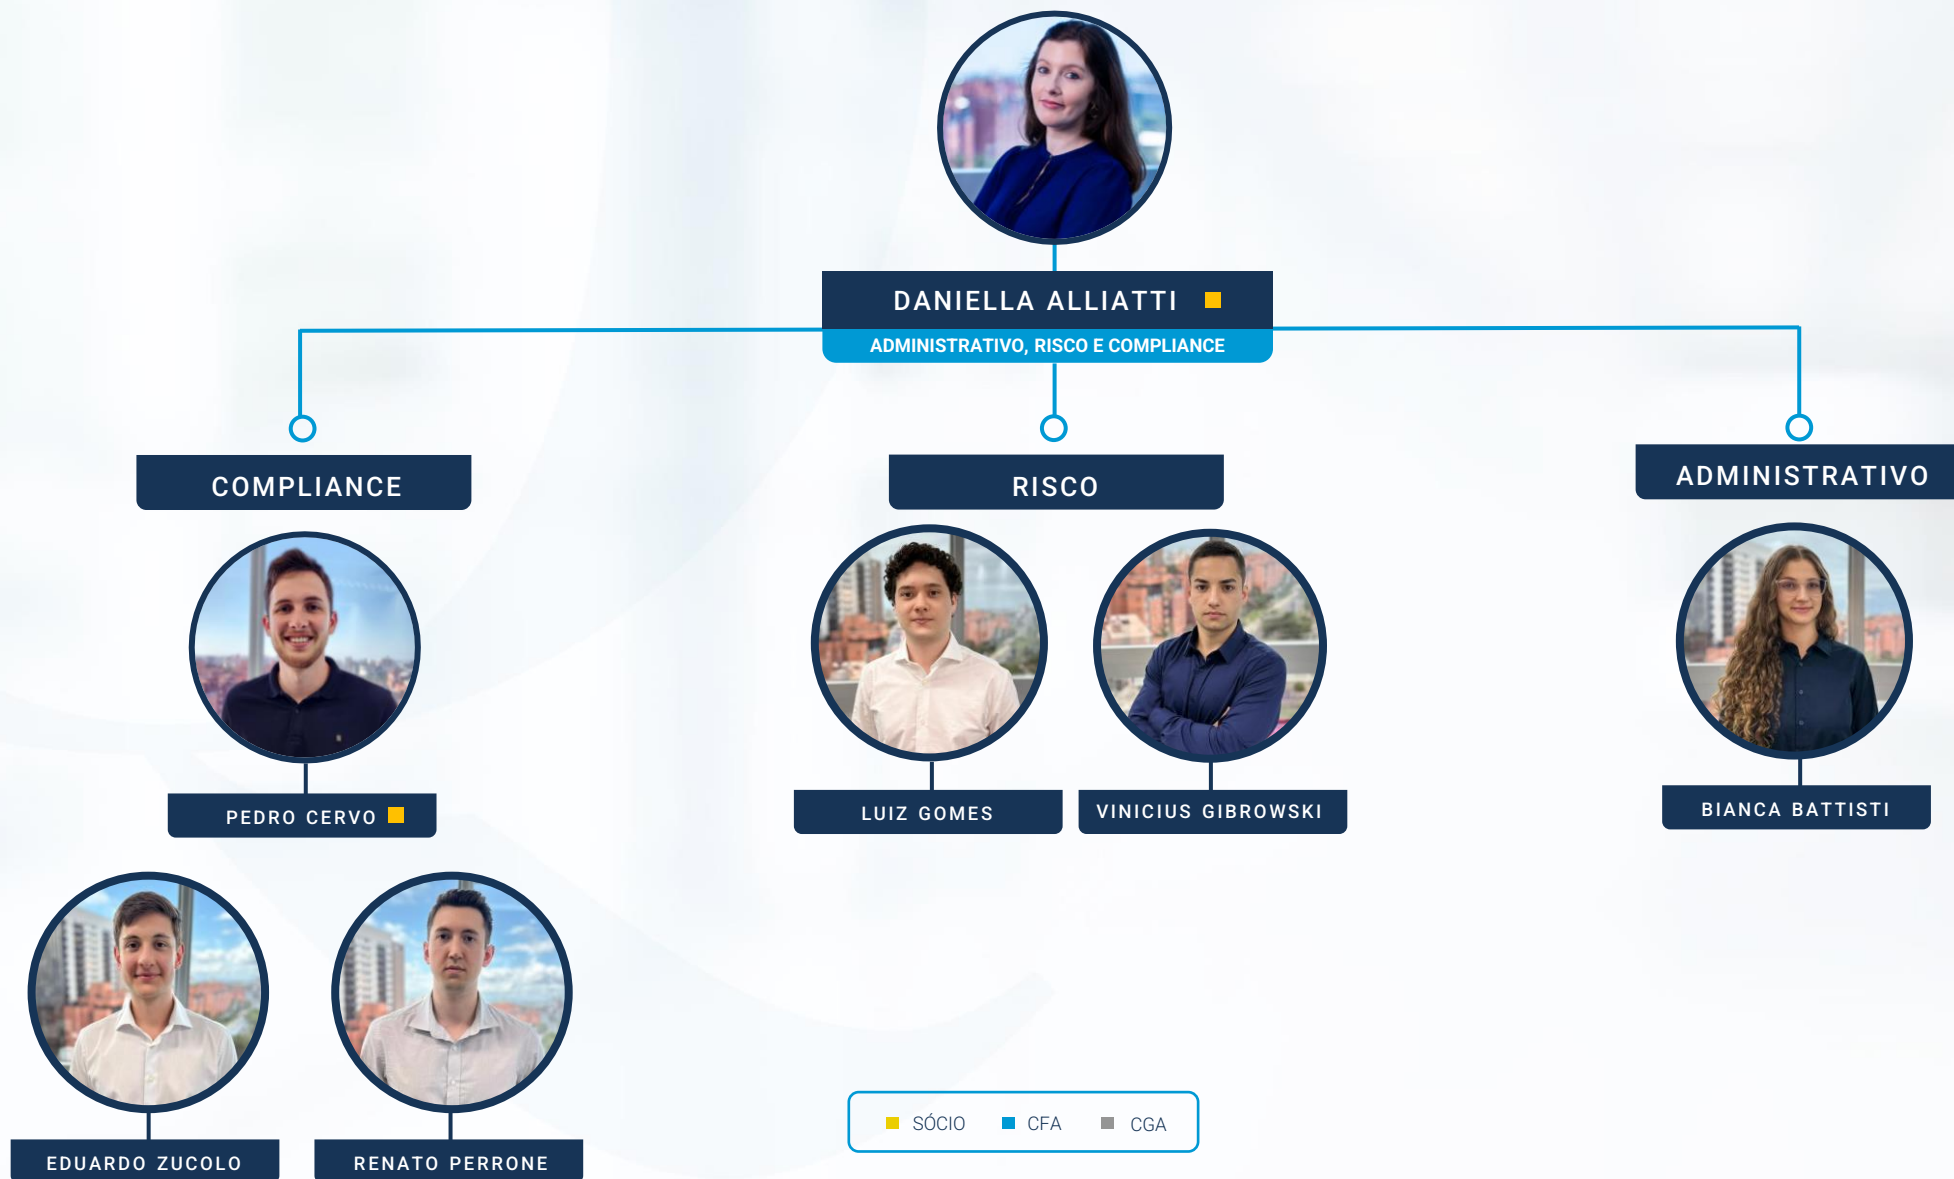 DANIELLA ALLIATTI
ADMINISTRATIVO, RISCO E COMPLIANCE
COMPLIANCE
RISCO
ADMINISTRATIVO
PEDRO CERVO
LUIZ GOMES
VINICIUS GIBROWSKI
BIANCA BATTISTI
EDUARDO ZUCOLO
RENATO PERRONE
SÓCIO
CFA
CGA